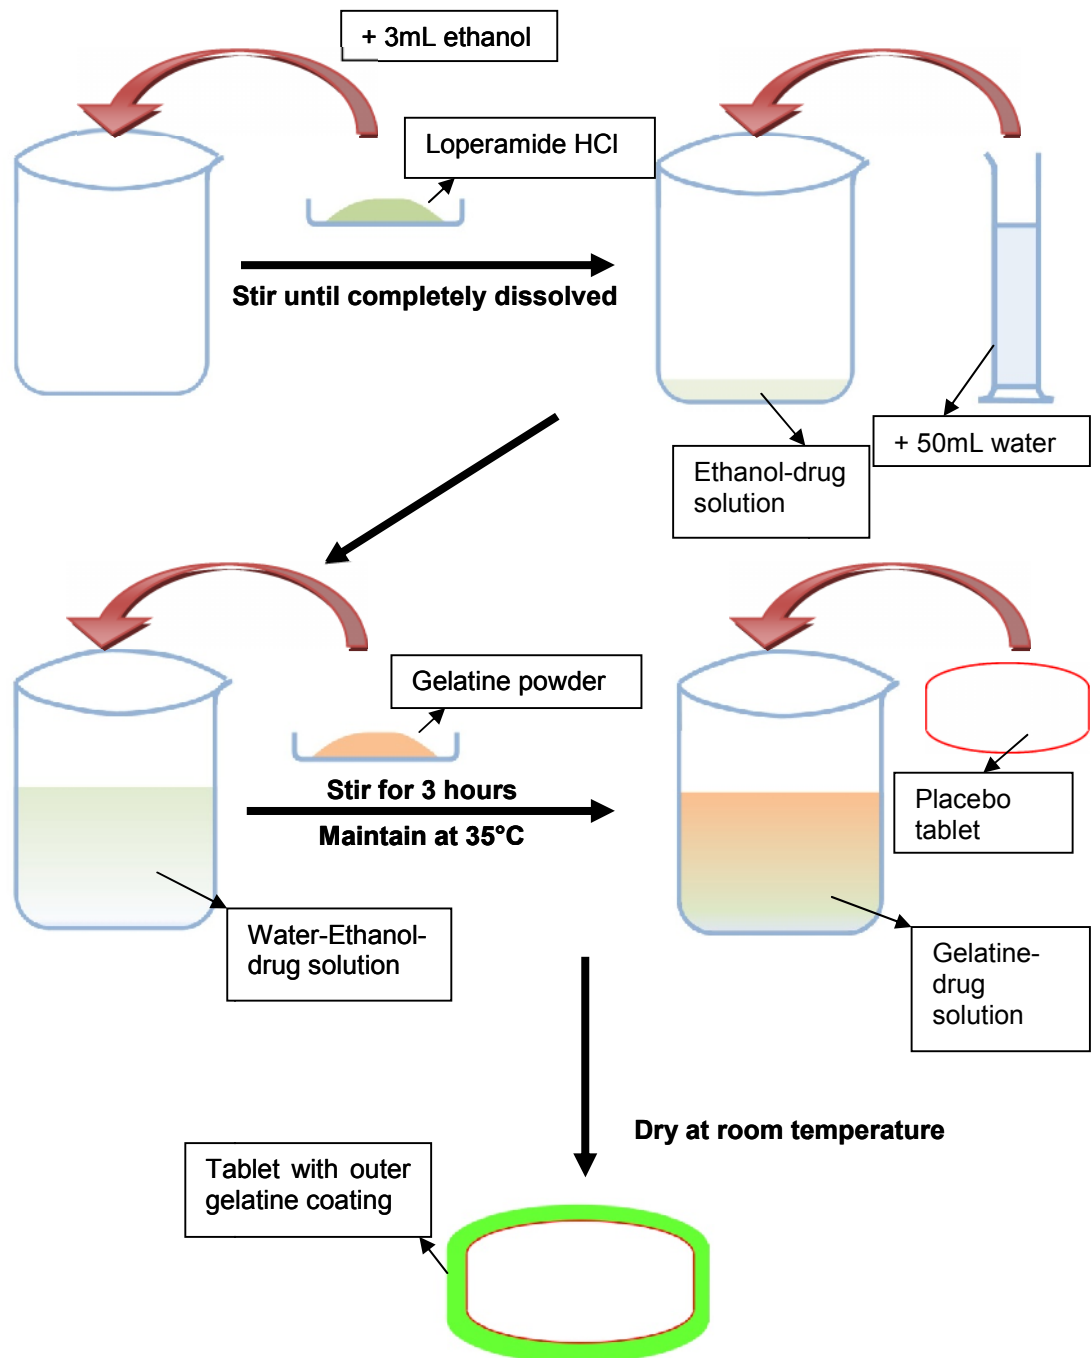 + 3mL ethanol
Loperamide HCl
Stir until completely dissolved
+ 50mL water
Ethanol-drug
solution
Gelatine powder
Stir for 3 hours
Maintain at 35°C
Placebo
tablet
Water-Ethanol-
drug solution
Gelatine-
drug
solution
Dry at room temperature
Tablet with outer
gelatine coating